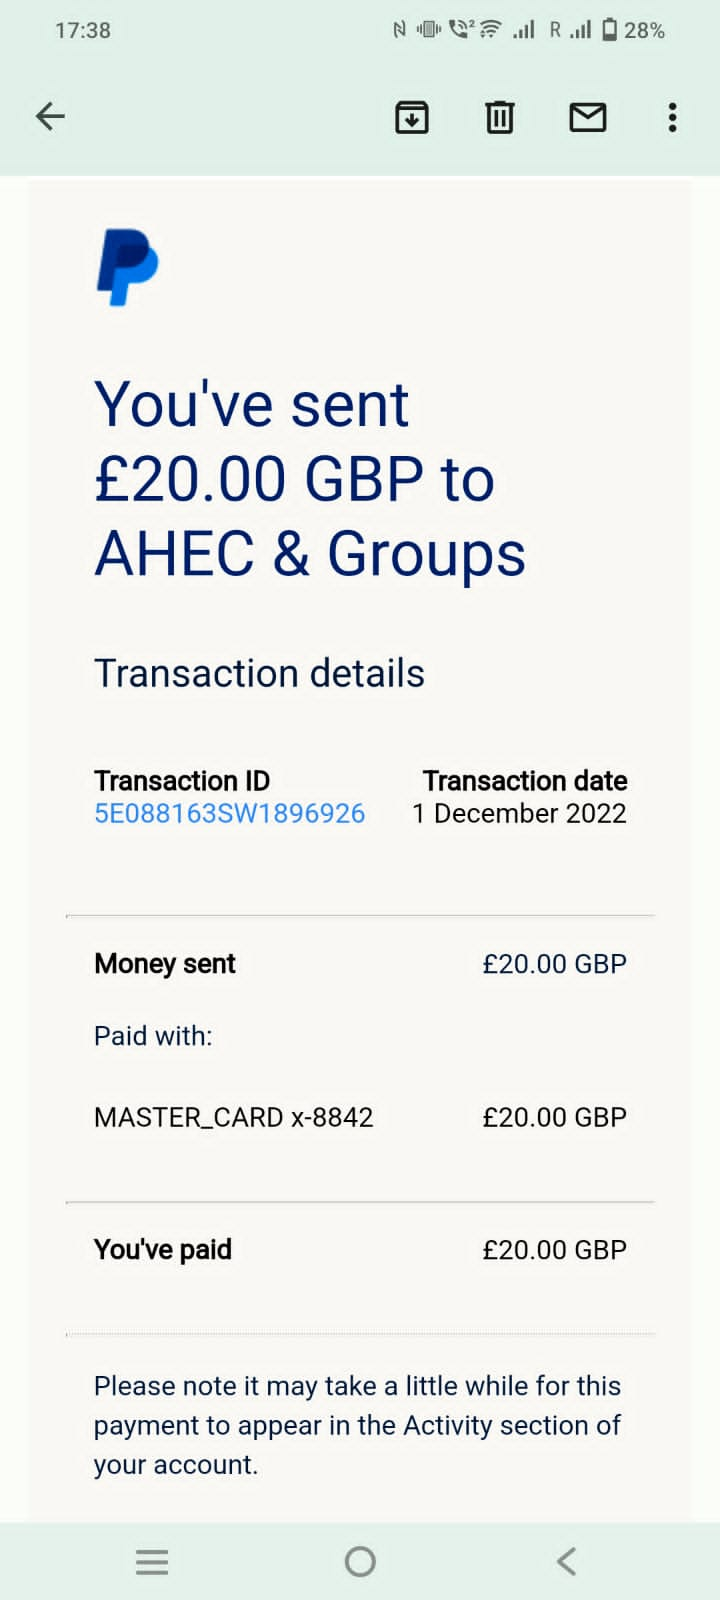 17:38
2
R
28%
You've sent
£20.00 GBP to
AHEC & Groups
Transaction details
Transaction ID
Transaction date
5E088163SW1896926
1 December 2022
Money sent
£20.00 GBP
Paid with:
MASTER_CARD x-8842
£20.00 GBP
You've paid
£20.00 GBP
Please note it may take a little while for this
payment to appear in the Activity section of
your account.